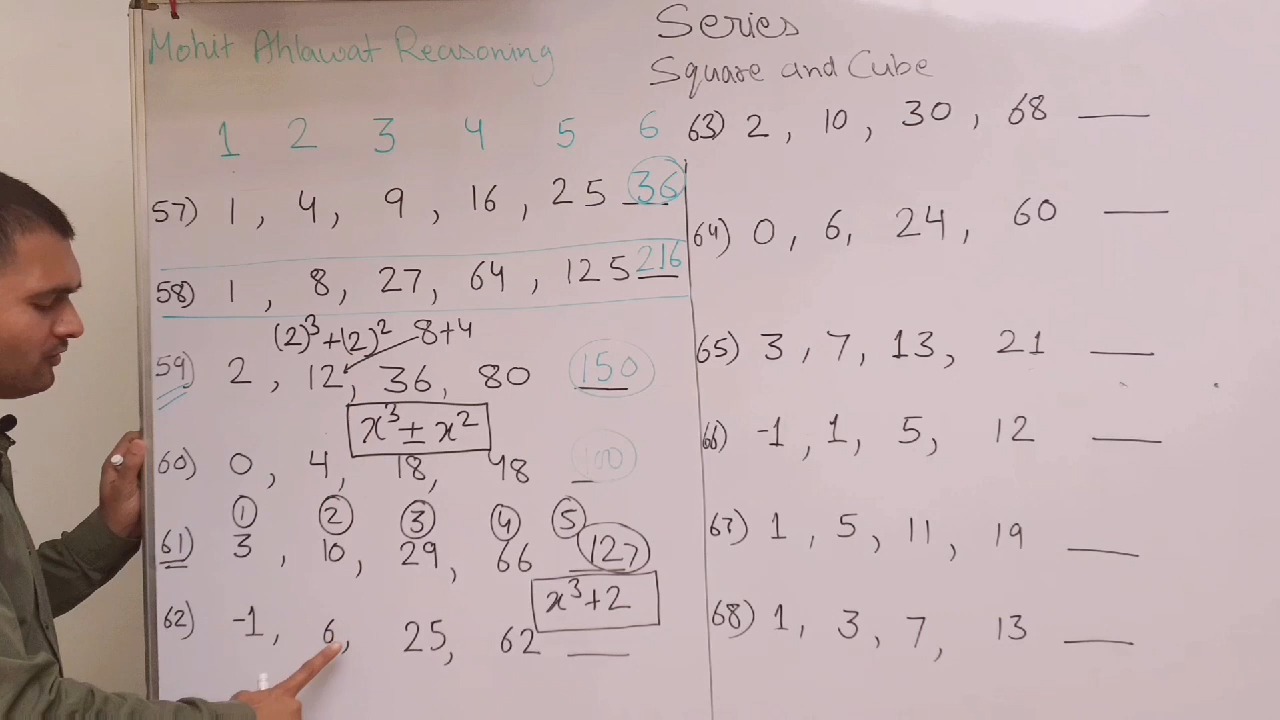 Mohit Ahlawat Reasoning
1 2 3 4 5 6
57) 1, 4, 9, 16, 25 36
58) 1, 8, 27, 64, 125 216
(2)³+(2)² 8+4
59) 2, 12, 36, 80 150
x³±x²
60) 0, 4, 18, 48 100
① ② ③ ④ ⑤
61) 3, 10, 29, 66 127
x³+2
62) -1, 6, 25, 62 ___
Series
Square and Cube
63) 2, 10, 30, 68 ___
64) 0, 6, 24, 60 ___
65) 3, 7, 13, 21 ___
66) -1, 1, 5, 12 ___
67) 1, 5, 11, 19 ___
68) 1, 3, 7, 13 ___